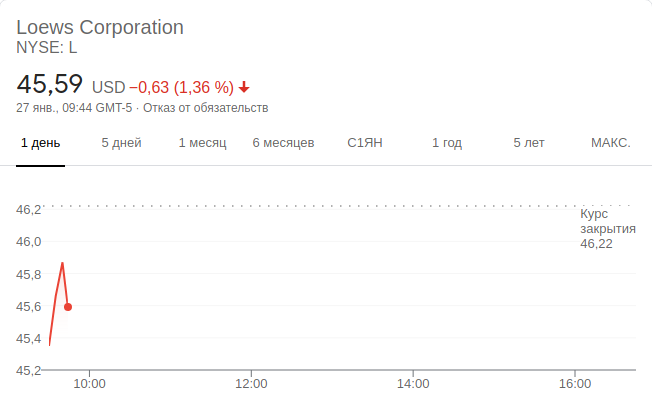 Loews Corporation
NYSE: L
45,59 USD −0,63 (1,36 %)
27 янв., 09:44 GMT-5 · Отказ от обязательств
1 день 5 дней 1 месяц 6 месяцев С1ЯН 1 год 5 лет МАКС.
46,2
Курс
закрытия
46,22
46,0
45,8
45,6
45,4
45,2
10:00 12:00 14:00 16:00